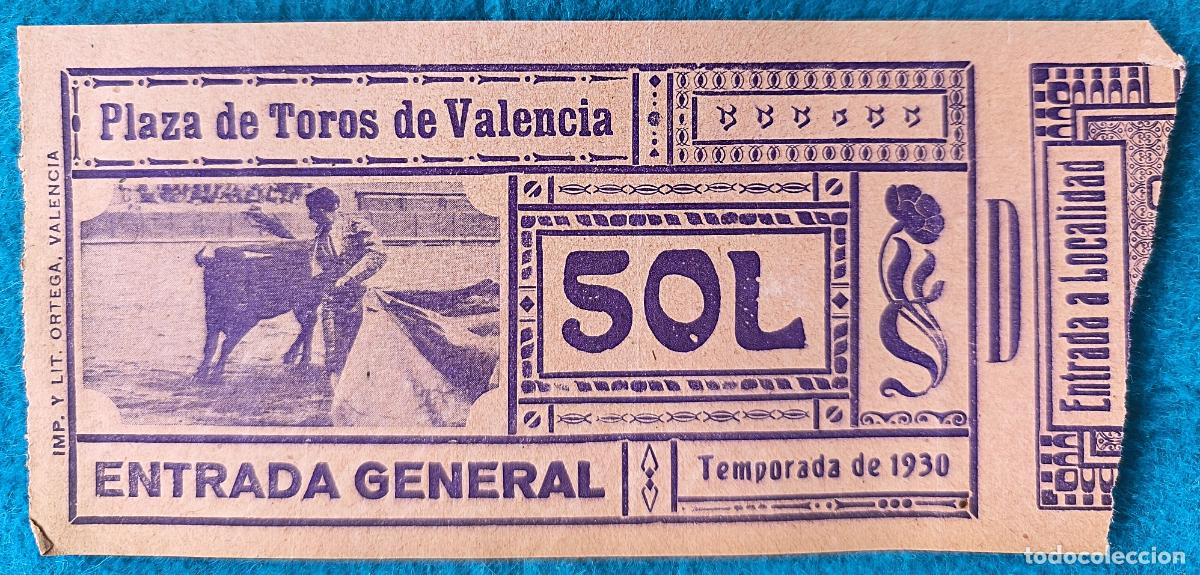 Plaza de Toros de Valencia
IMP. Y LIT. ORTEGA, VALENCIA
SOL
D
Entrada a Localidad
ENTRADA GENERAL
Temporada de 1930
todocoleccion